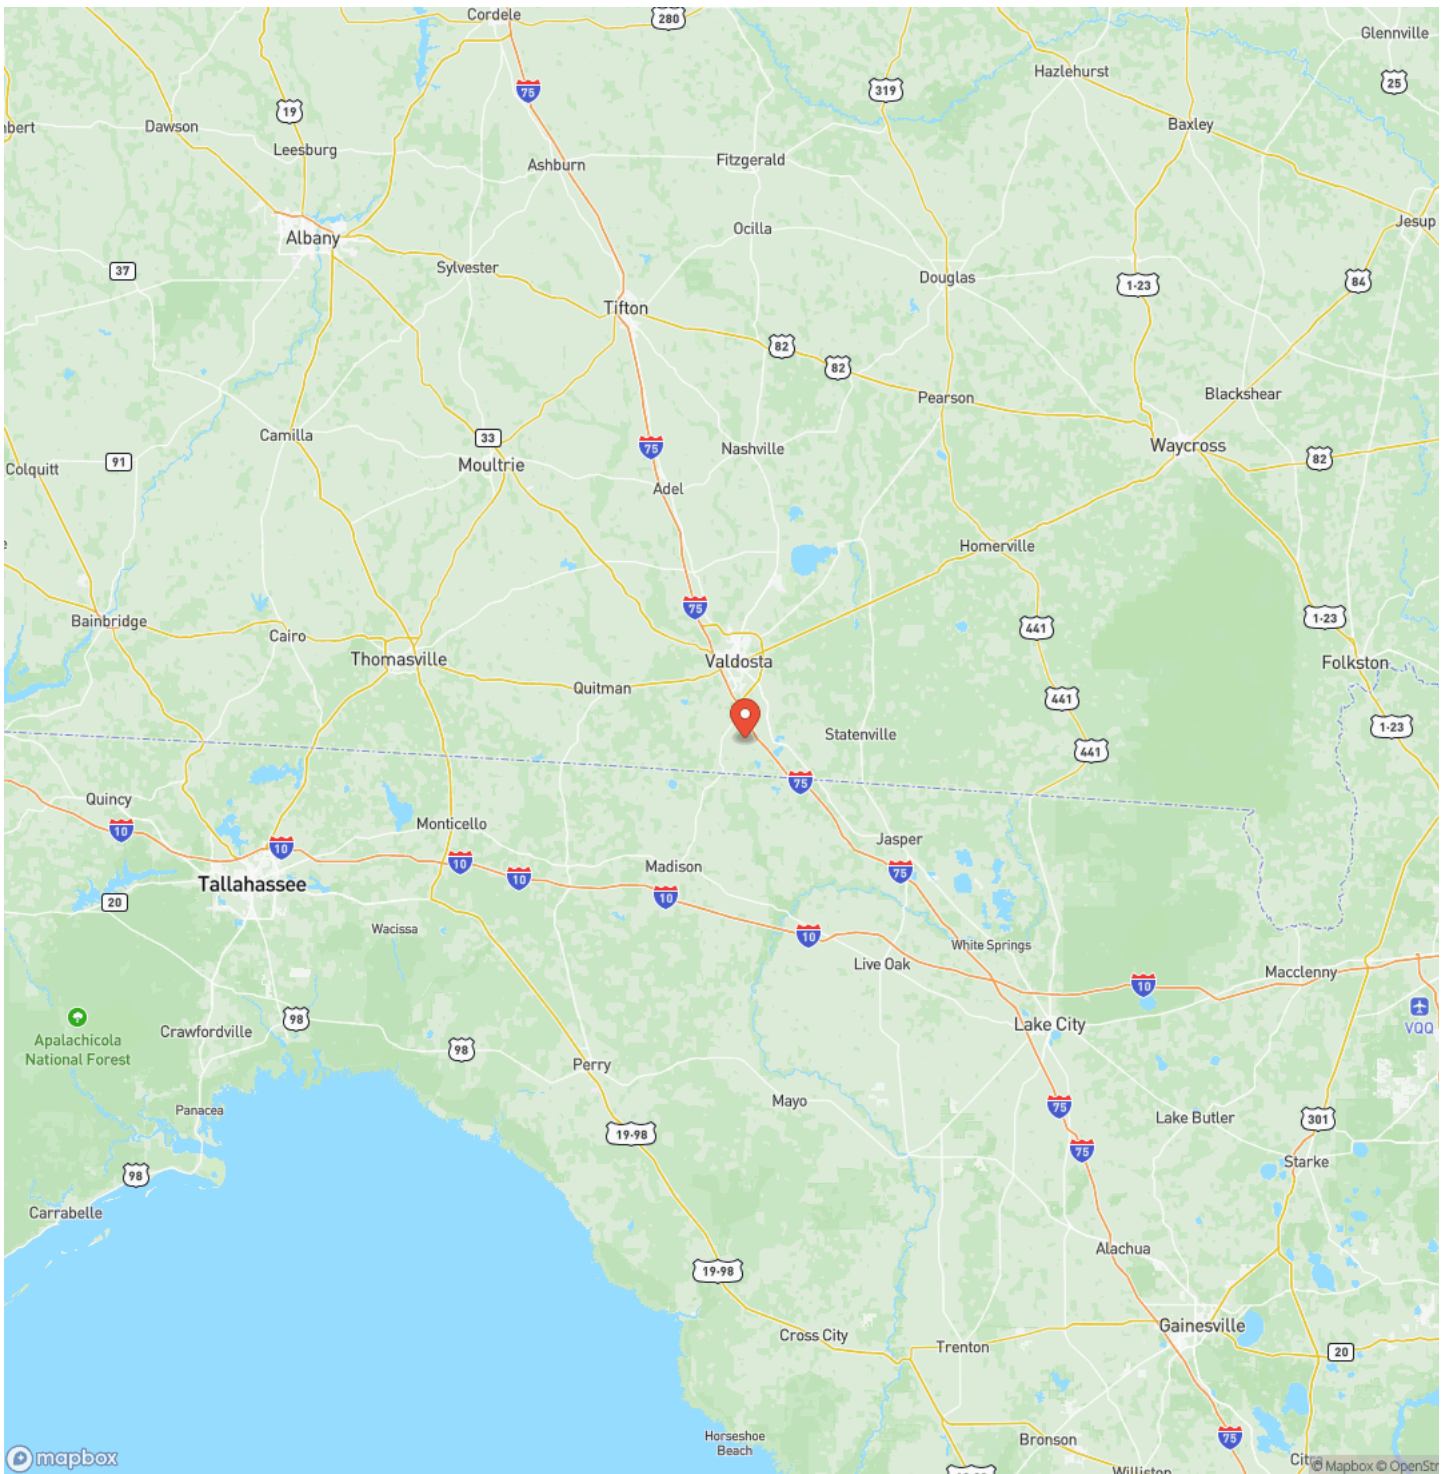 Cordele
280
Glennville
75
319
Hazlehurst
25
19
Dawson
Leesburg
Baxley
Ashburn
Fitzgerald
Albany
Ocilla
Jesup
37
Sylvester
Douglas
1-23
84
Tifton
82
82
Pearson
Blackshear
Camilla
33
Moultrie
75
Nashville
Waycross
82
Colquitt
91
Adel
Homerville
75
Bainbridge
Cairo
441
1-23
Thomasville
Valdosta
Folkston
Quitman
441
Statenville
441
1-23
75
Quincy
10
Monticello
10
Jasper
10
Madison
75
Tallahassee
10
10
20
Wacissa
10
White Springs
Live Oak
Macclenny
10
98
Apalachicola
National Forest
Crawfordville
Lake City
VQQ
98
Perry
Panacea
Mayo
75
Lake Butler
301
19-98
75
98
Starke
Carrabelle
Alachua
19-98
Cross City
Gainesville
Trenton
20
Horseshoe
Beach
Bronson
75
mapbox
Williston
© Mapbox © OpenStr